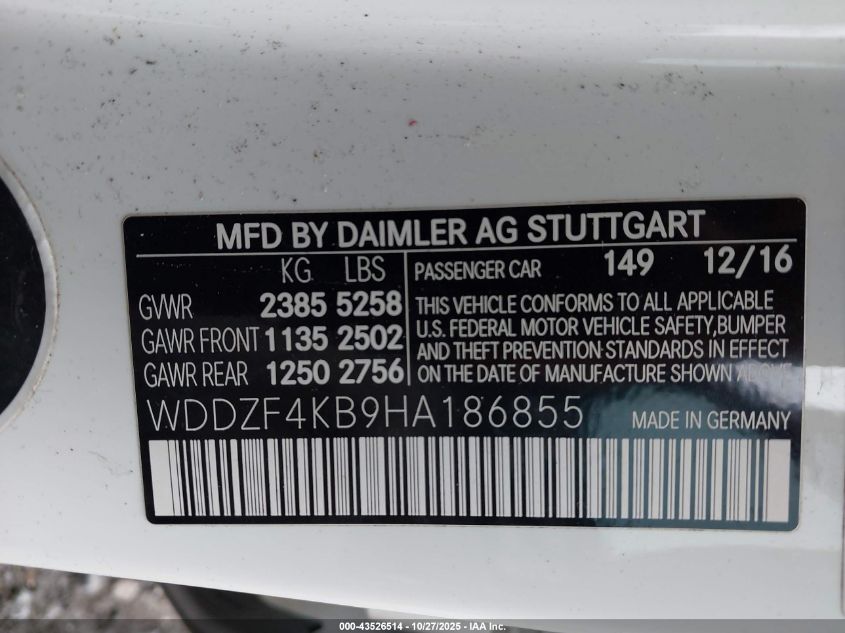 MFD BY DAIMLER AG STUTTGART
KG LBS
GVWR 2385 5258
GAWR FRONT 1135 2502
GAWR REAR 1250 2756
PASSENGER CAR 149 12/16
THIS VEHICLE CONFORMS TO ALL APPLICABLE
U.S. FEDERAL MOTOR VEHICLE SAFETY,BUMPER
AND THEFT PREVENTION STANDARDS IN EFFECT
ON THE DATE OF MANUFACTURE SHOWN ABOVE
WDDZF4KB9HA186855 MADE IN GERMANY
000-43526514 • 10/27/2025 • IAA Inc.